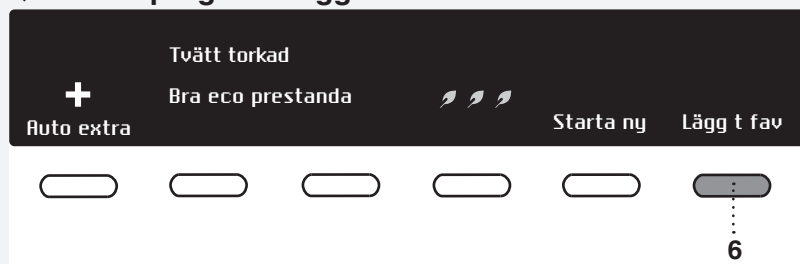 Tvätt torkad
Bra eco prestanda
+
Auto extra
Starta ny
Lägg t fav
6